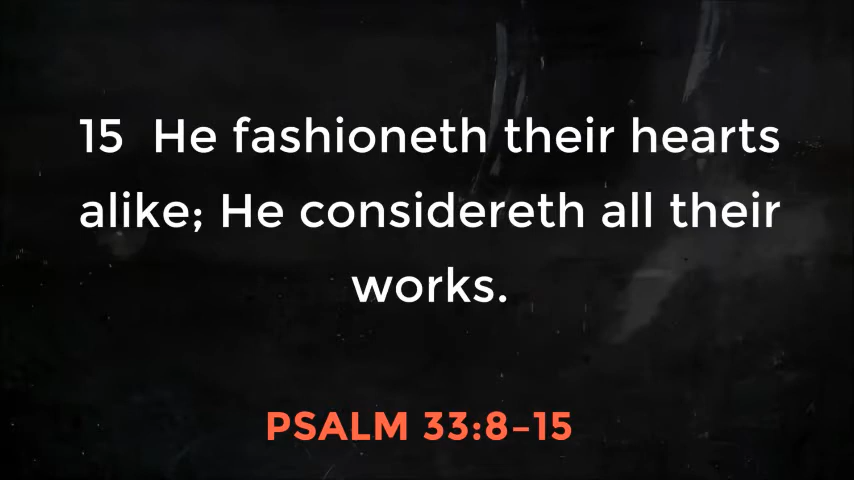 15 He fashioneth their hearts
alike; He considereth all their
works.
PSALM 33:8-15